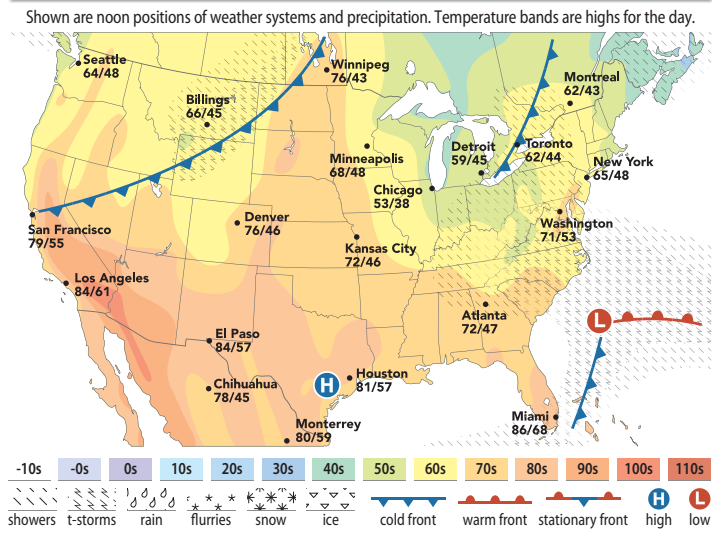 Shown are noon positions of weather systems and precipitation. Temperature bands are highs for the day.
Seattle
64/48
Winnipeg
76/43
Billings
66/45
Montreal
62/43
Minneapolis
68/48
Detroit
59/45
Toronto
62/44
New York
65/48
Chicago
53/38
San Francisco
79/55
Denver
76/46
Kansas City
72/46
Washington
71/53
Los Angeles
84/61
Atlanta
72/47
L
El Paso
84/57
Chihuahua
78/45
H
Houston
81/57
Monterrey
80/59
Miami
86/68
-10s -0s 0s 10s 20s 30s 40s 50s 60s 70s 80s 90s 100s 110s
H L
showers t-storms rain flurries snow ice cold front warm front stationary front high low